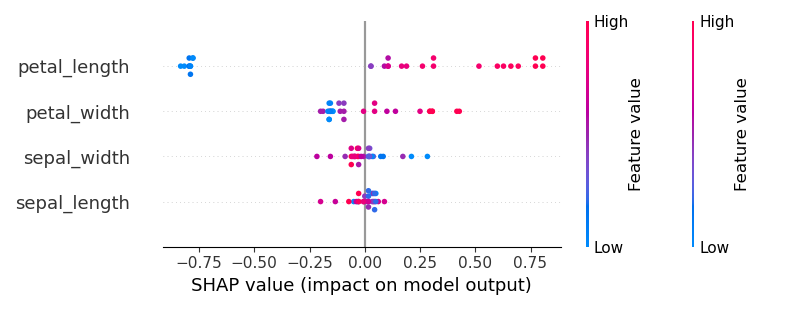 High
High
petal_length
petal_width
sepal_width
sepal_length
Feature value
Feature value
Low
Low
−0.75 −0.50 −0.25 0.00 0.25 0.50 0.75
SHAP value (impact on model output)